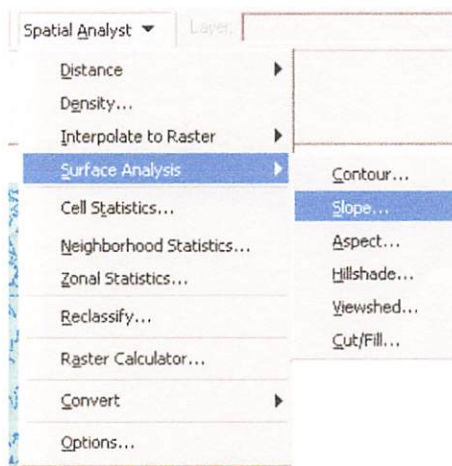 Spatial Analyst Layer:
Distance
Density...
Interpolate to Raster
Surface Analysis
Cell Statistics...
Neighborhood Statistics...
Zonal Statistics...
Reclassify...
Raster Calculator...
Convert
Options...
Contour...
Slope...
Aspect...
Hillshade...
Viewshed...
Cut/Fill...